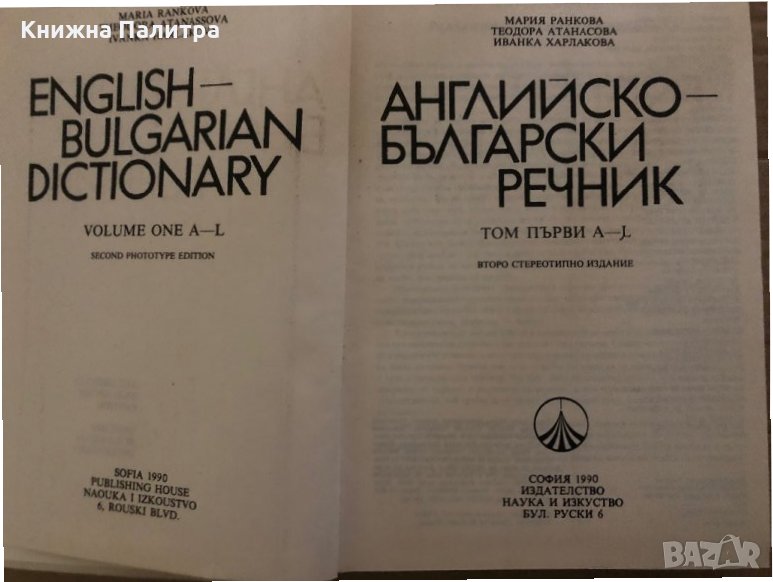 Книжна Палитра
MARIA RANKOVA
ATANASSOVA
ENGLISH—
BULGARIAN
DICTIONARY
VOLUME ONE A—L
SECOND PHOTOTYPE EDITION
SOFIA 1990
PUBLISHING HOUSE
NAOUKA I IZKOUSTVO
6, ROUSKI BLVD.
МАРИЯ РАНКОВА
ТЕОДОРА АТАНАСОВА
ИВАНКА ХАРЛАКОВА
АНГЛИЙСКО—
БЪЛГАРСКИ
РЕЧНИК
ТОМ ПЪРВИ A—L
ВТОРО СТЕРЕОТИПНО ИЗДАНИЕ
СОФИЯ 1990
ИЗДАТЕЛСТВО
НАУКА И ИЗКУСТВО
БУЛ. РУСКИ 6
BAZAR